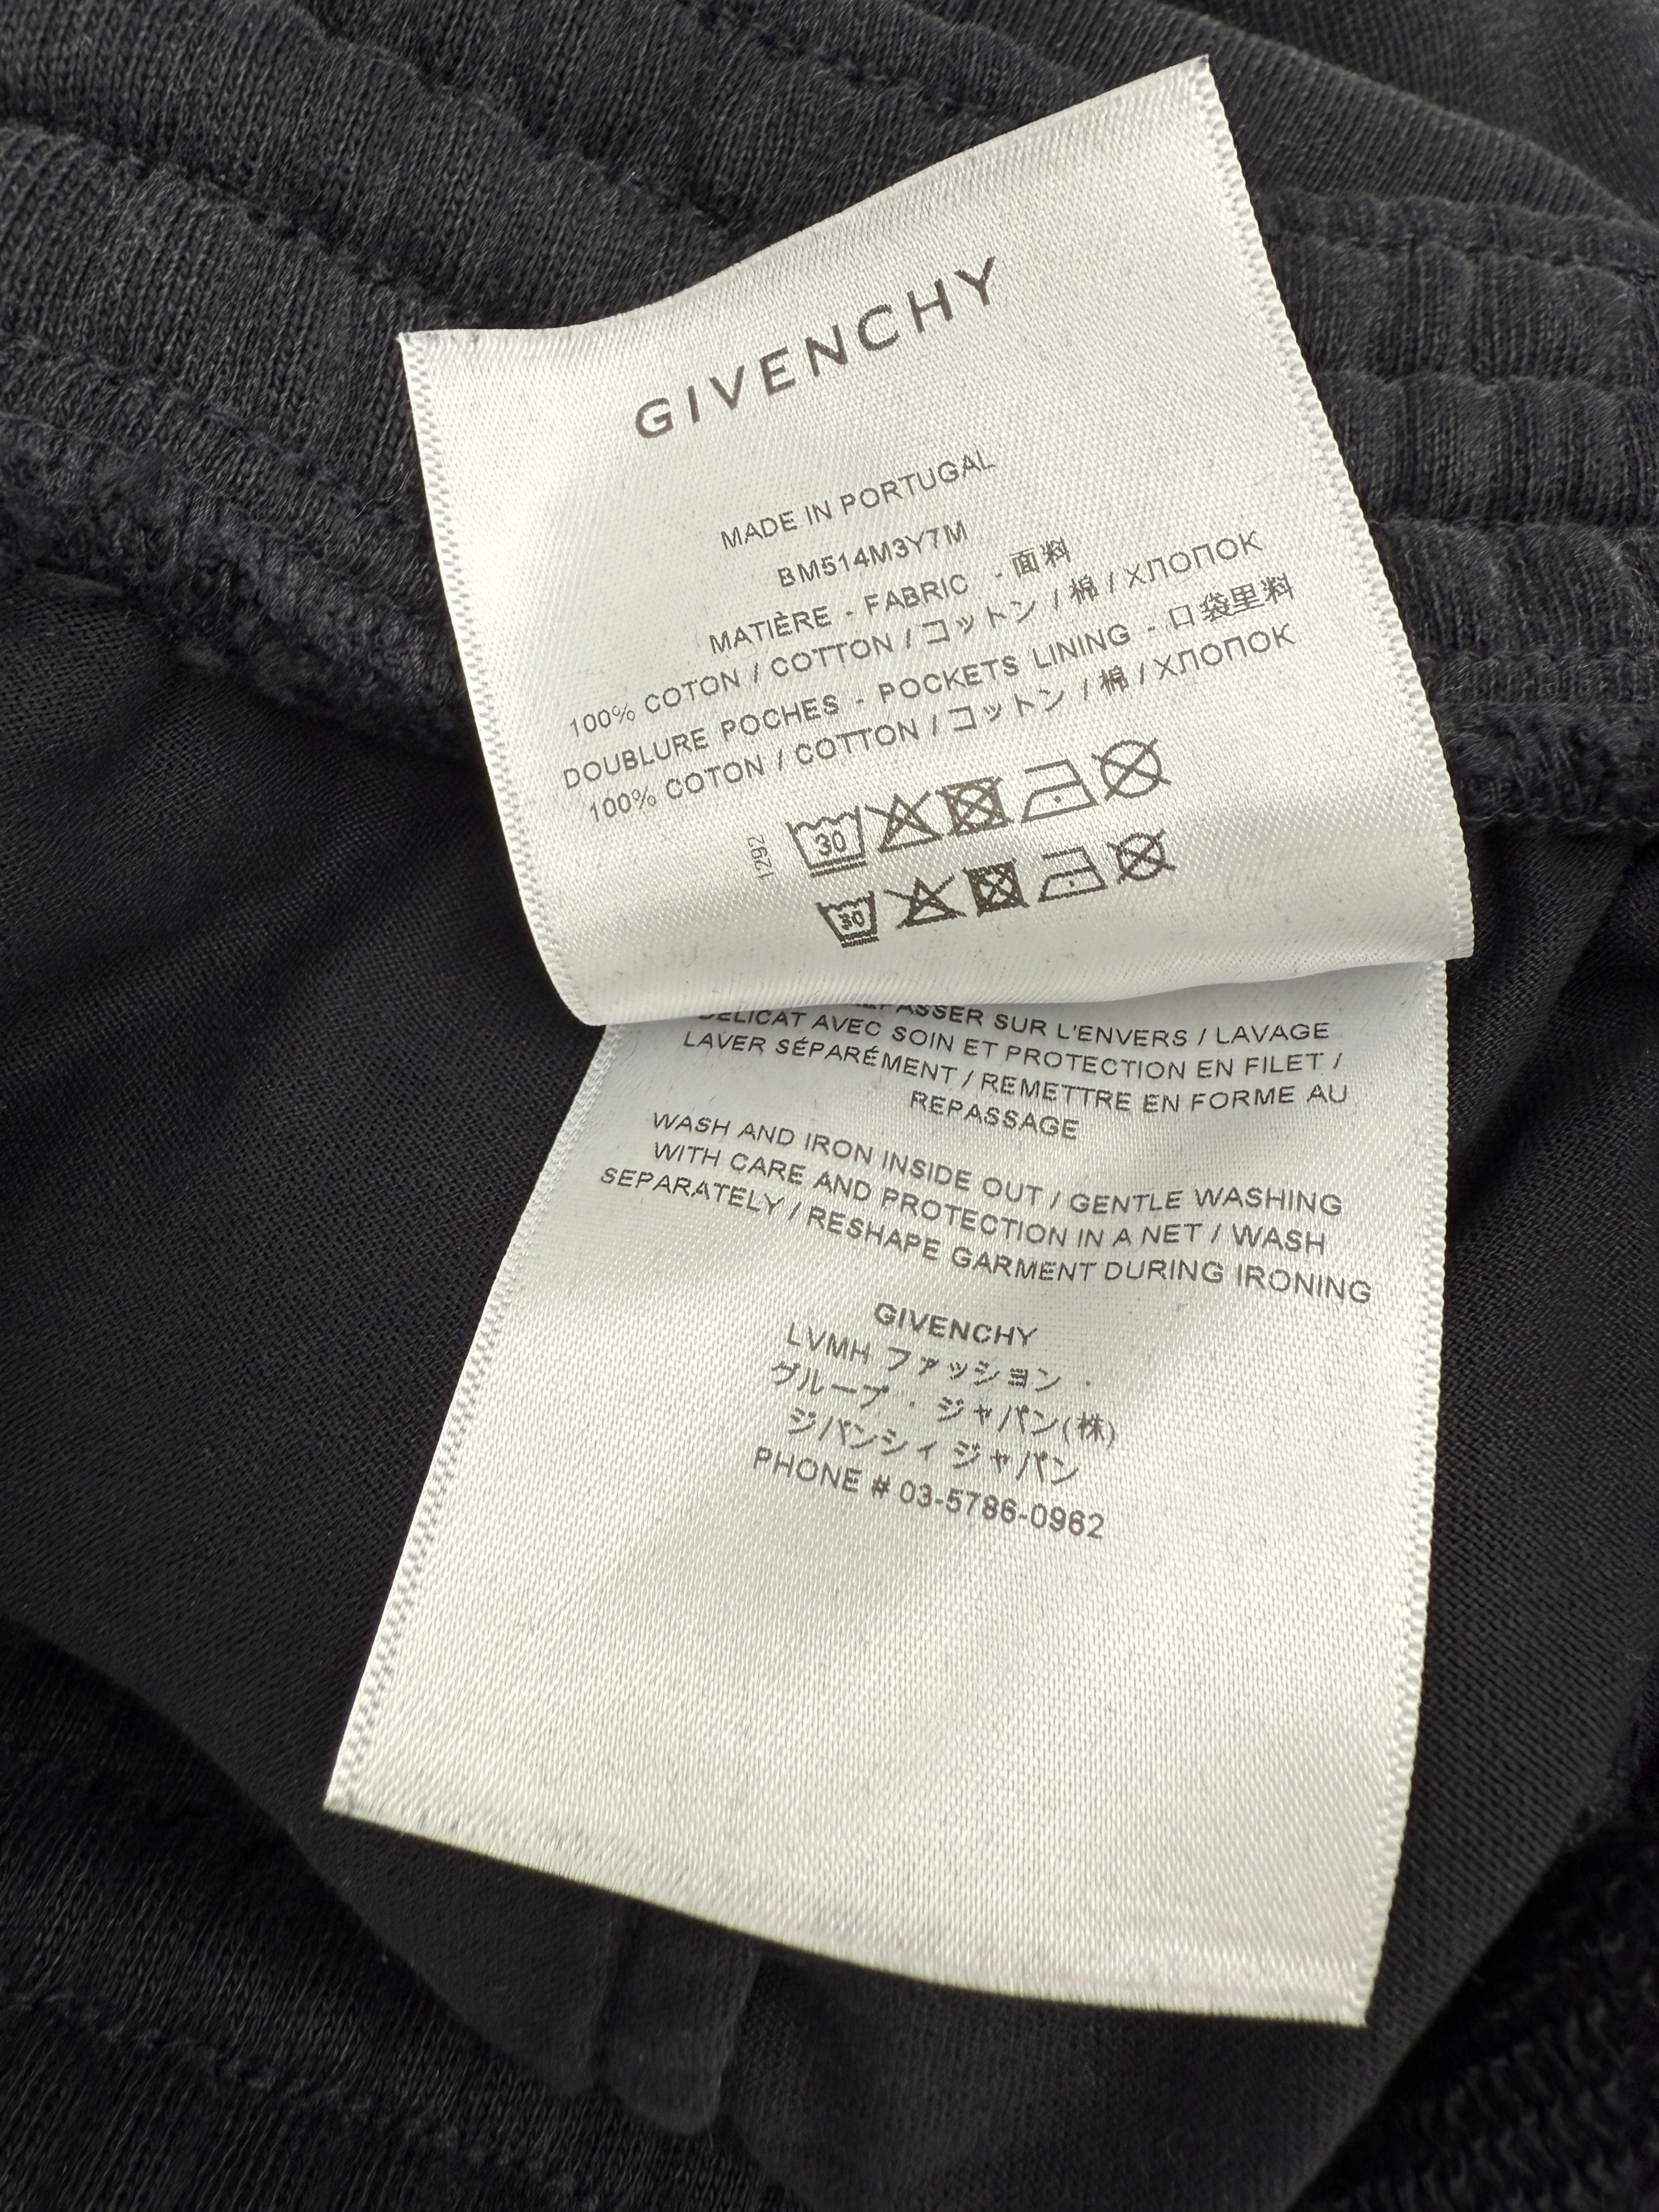 GIVENCHY
MADE IN PORTUGAL
BM514M3Y7M
MATIÈRE - FABRIC - 面料
100% COTON / COTTON / コットン / 棉 / ХЛОПОК
DOUBLURE POCHES - POCKETS LINING - 口袋里料
100% COTON / COTTON / コットン / 棉 / ХЛОПОК
1292
30
30
REPASSER SUR L'ENVERS / LAVAGE
DÉLICAT AVEC SOIN ET PROTECTION EN FILET /
LAVER SÉPARÉMENT / REMETTRE EN FORME AU
REPASSAGE
WASH AND IRON INSIDE OUT / GENTLE WASHING
WITH CARE AND PROTECTION IN A NET / WASH
SEPARATELY / RESHAPE GARMENT DURING IRONING
GIVENCHY
LVMH ファッション ·
グループ · ジャパン(株)
ジバンシィ ジャパン
PHONE # 03-5786-0962